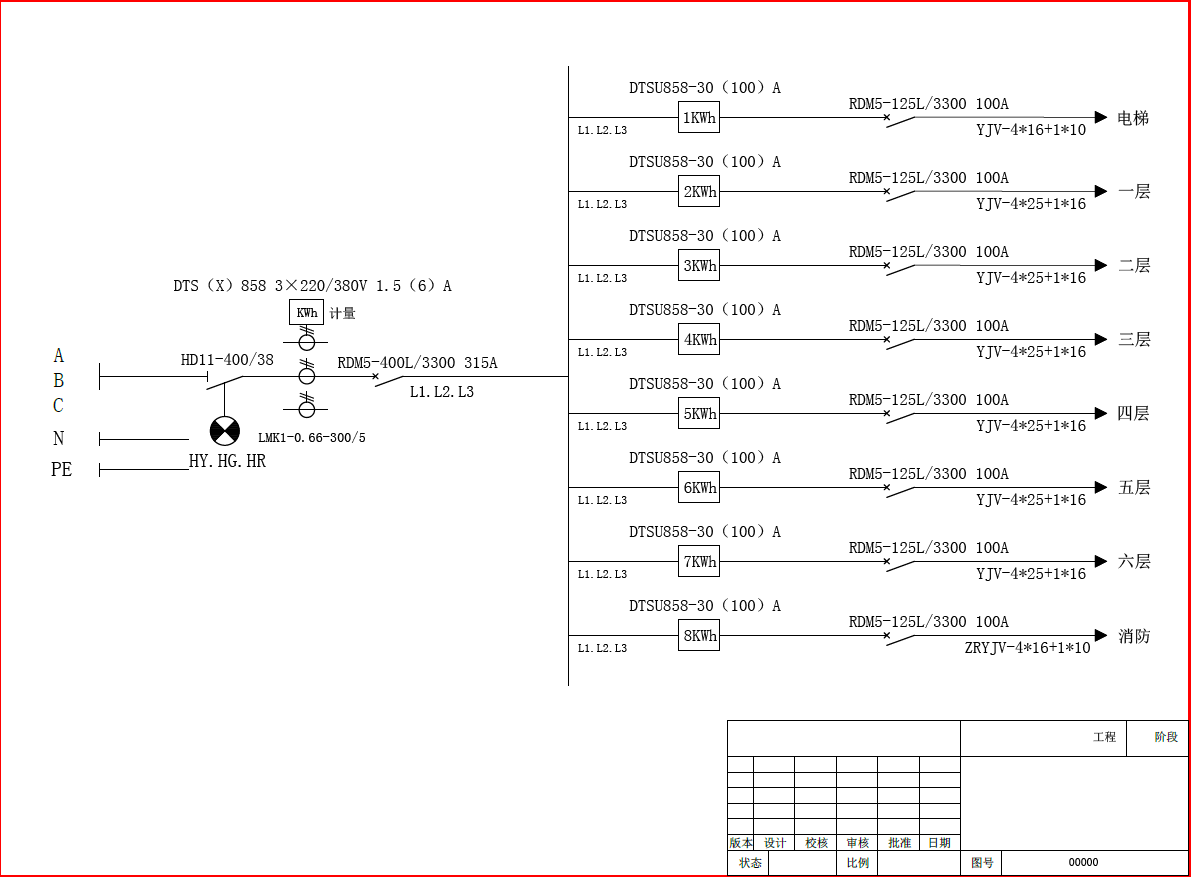 DTSU858-30（100）A
1KWh
RDM5-125L/3300 100A
L1.L2.L3
YJV-4*16+1*10
电梯
DTSU858-30（100）A
2KWh
RDM5-125L/3300 100A
L1.L2.L3
YJV-4*25+1*16
一层
DTSU858-30（100）A
3KWh
RDM5-125L/3300 100A
L1.L2.L3
YJV-4*25+1*16
二层
DTS（X）858 3×220/380V 1.5（6）A
KWh 计量
HD11-400/38
RDM5-400L/3300 315A
L1.L2.L3
A
B
C
N
PE
LMK1-0.66-300/5
HY.HG.HR
DTSU858-30（100）A
4KWh
RDM5-125L/3300 100A
L1.L2.L3
YJV-4*25+1*16
三层
DTSU858-30（100）A
5KWh
RDM5-125L/3300 100A
L1.L2.L3
YJV-4*25+1*16
四层
DTSU858-30（100）A
6KWh
RDM5-125L/3300 100A
L1.L2.L3
YJV-4*25+1*16
五层
DTSU858-30（100）A
7KWh
RDM5-125L/3300 100A
L1.L2.L3
YJV-4*25+1*16
六层
DTSU858-30（100）A
8KWh
RDM5-125L/3300 100A
L1.L2.L3
ZRYJV-4*16+1*10
消防
工程 阶段
版本 设计 校核 审核 批准 日期
状态 比例 图号 00000